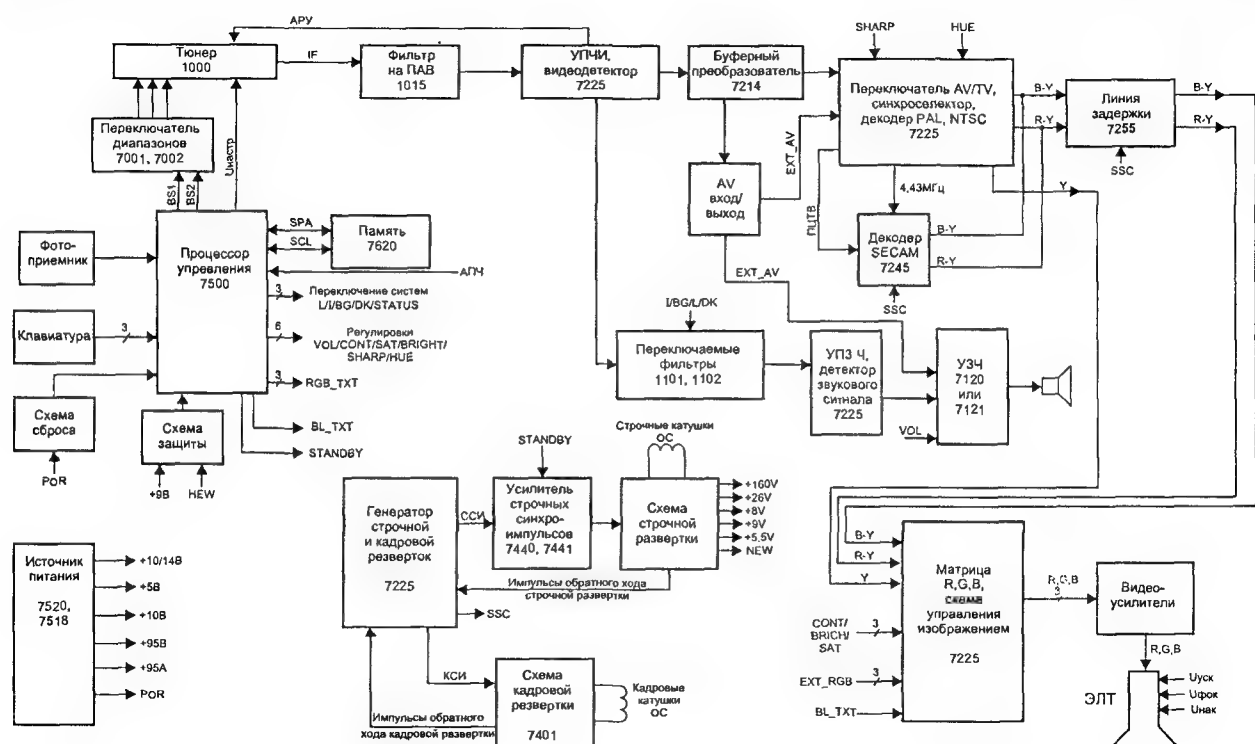 АРУ
SHARP
HUE
Тюнер
1000
IF
Фильтр
на ПАВ
1015
УПЧИ,
видеодетектор
7225
Буферный
преобразователь
7214
Переключатель AV/TV,
синхроселектор,
декодер PAL, NTSC
7225
B-Y
R-Y
Линия
задержки
7255
B-Y
R-Y
SSC
Переключатель
диапазонов
7001, 7002
Uнастр
BS1
BS2
EXT_AV
AV
вход/
выход
ПЦТВ
4,43МГц
Y
Декодер
SECAM
7245
B-Y
R-Y
SSC
Фото-
приемник
Процессор
упревления
7500
SPA
SCL
Память
7620
АПЧ
EXT_AV
Клавиатура
3
3
Переключение систем
L/I/BG/DK/STATUS
6
Регулировки
VOL/CONT/SAT/BRIGHT/
SHARP/HUE
3
RGB_TXT
I/BG/L/DK
Переключаемые
фильтры
1101, 1102
УПЗ Ч,
детектор
звукового
ситнала
7225
УЗЧ
7120
или
7121
VOL
Схема
сброса
POR
Схема
защиты
+9В
HEW
BL_TXT
STANDBY
Строчные катушки
ОС
STANDBY
Генератор
строчной
и кадровой
резверток
7225
ССИ
Усилитель
строчных
синхро-
импульсов
7440, 7441
Схема
строчной
развертки
+160V
+26V
+8V
+9V
+5,5V
NEW
Импульсы обратного хода
строчной развертки
SSC
КСИ
Схема
кадровой
резвертки
7401
Кадровые
катушки
ОС
Импульсы обратного
хода кадровой развертки
Источник
питания
7520,
7518
+10/14В
+5В
+10В
+95В
+95А
POR
B-Y
R-Y
Y
Матрица
R,G,B,
управления
изображением
7225
CONT/
BRICH/
SAT
3
EXT_RGB
3
BL_TXT
R,G,B
3
Видео-
усилители
R,G,B
ЭЛТ
Uуск
Uфок
Uнак